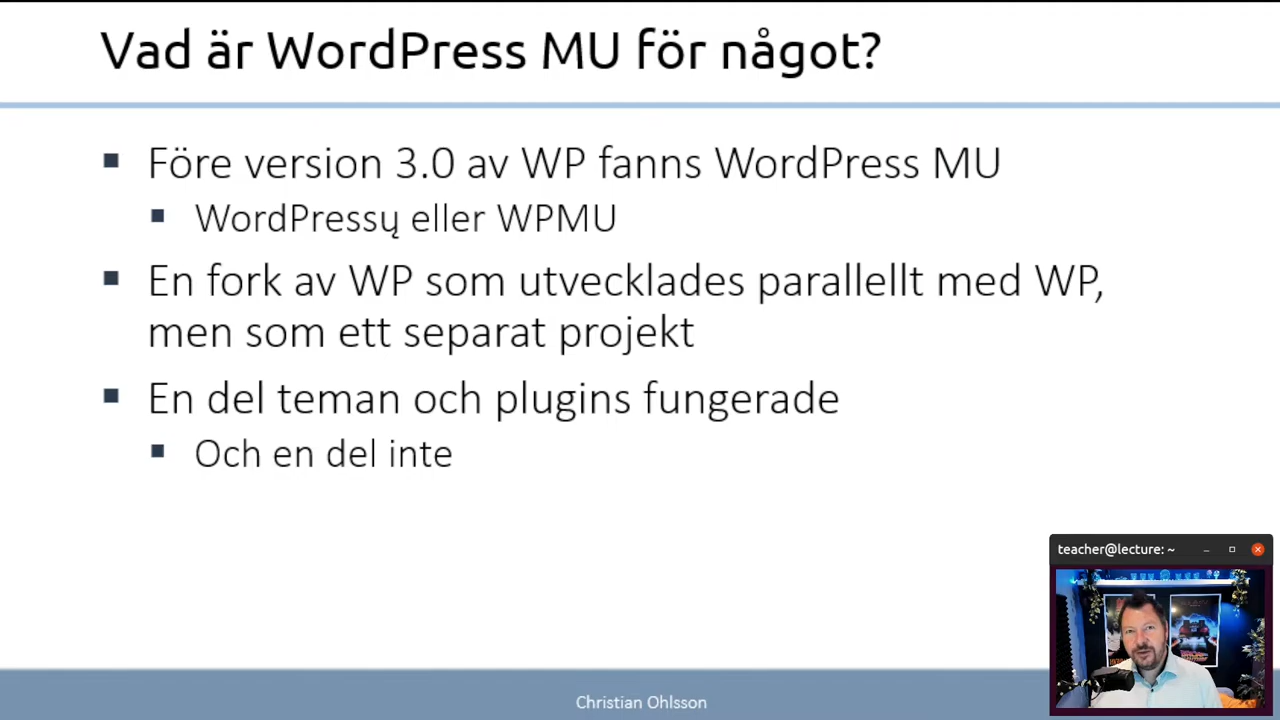 Vad är WordPress MU för något?
Före version 3.0 av WP fanns WordPress MU
WordPressų eller WPMU
En fork av WP som utvecklades parallellt med WP,
men som ett separat projekt
En del teman och plugins fungerade
Och en del inte
teacher@lecture: ~
Christian Ohlsson